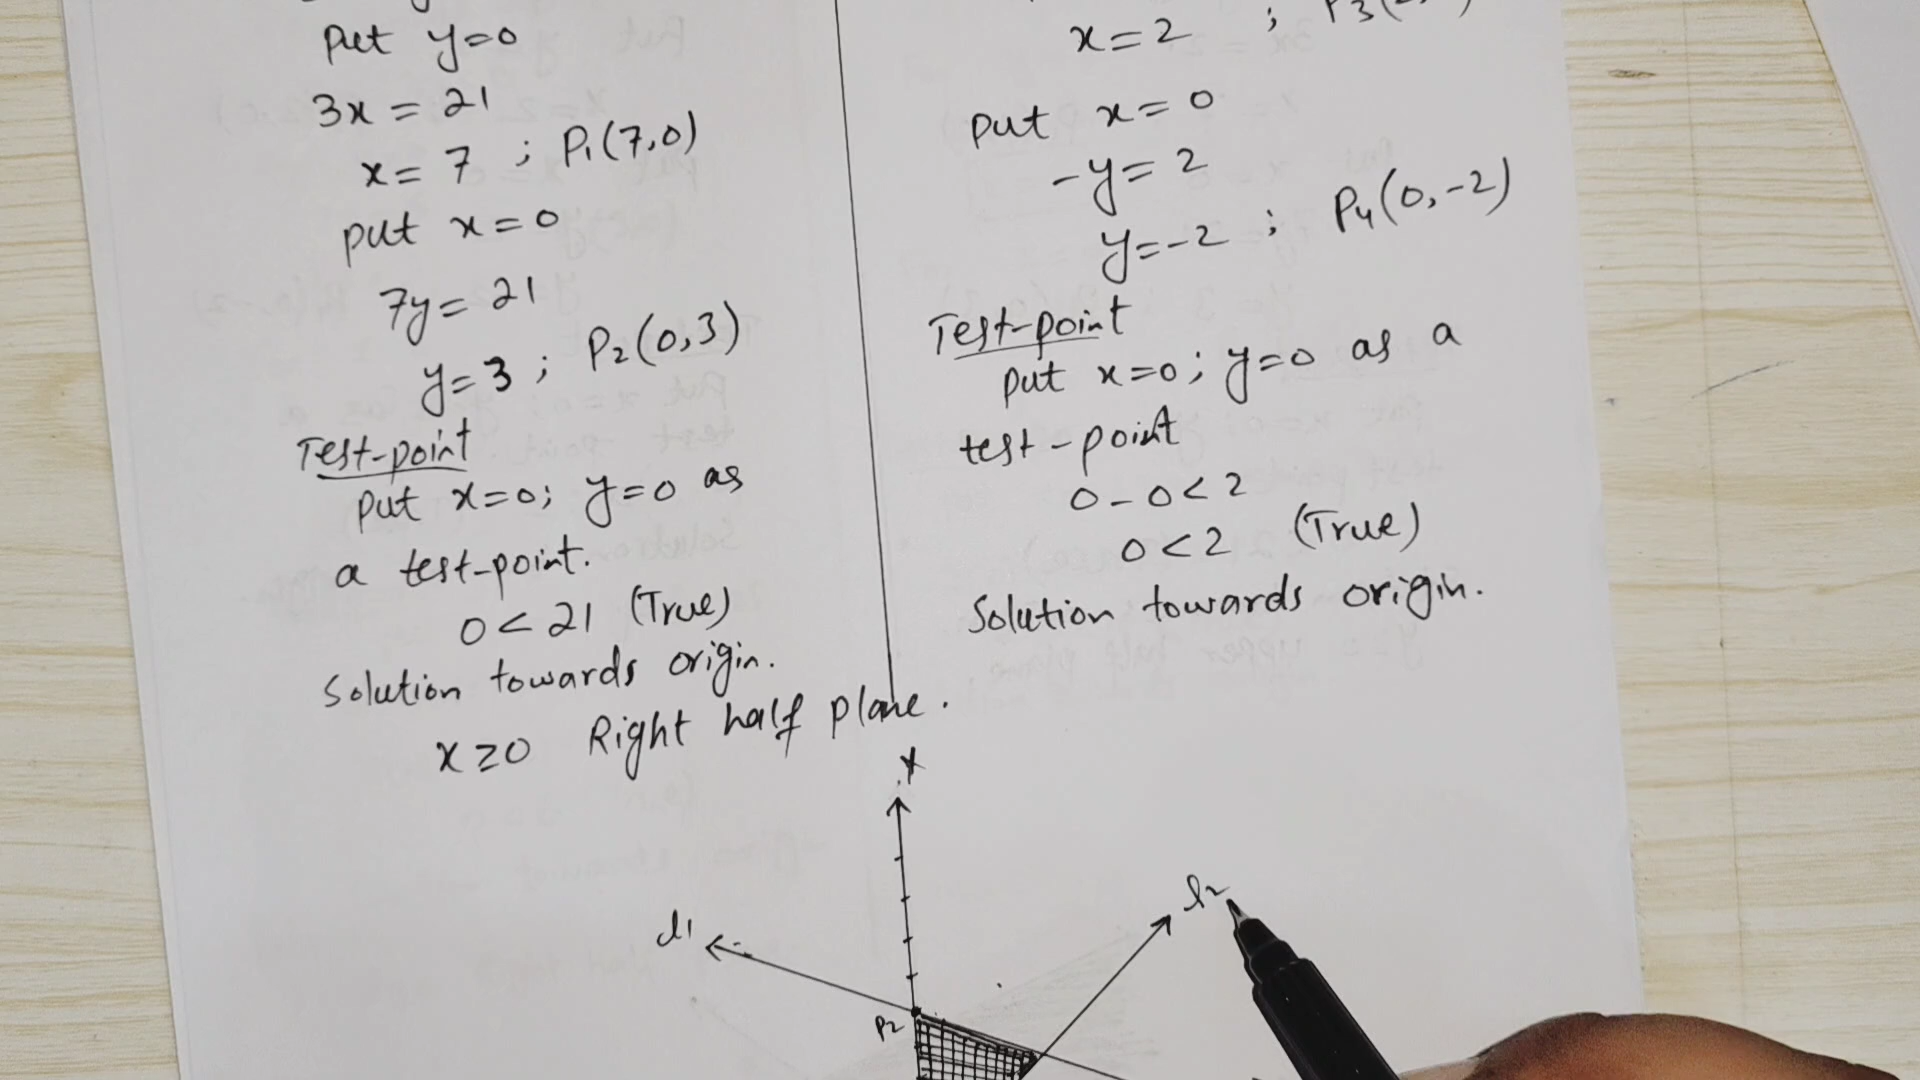 Put y=0
3x = 21
x= 7 ; P1(7,0)
put x=0
7y= 21
y=3 ; P2(0,3)
Test-point
put x=0; y=0 as
a test-point.
0<21 (True)
Solution towards origin.
x≥0 Right half plane.
x=2 ;
put x=0
-y= 2
y=-2 ; P4(0,-2)
Test-point
put x=0; y=0 as a
test-point
0-0<2
0<2 (True)
Solution towards origin.
Y
l1
l2
P2